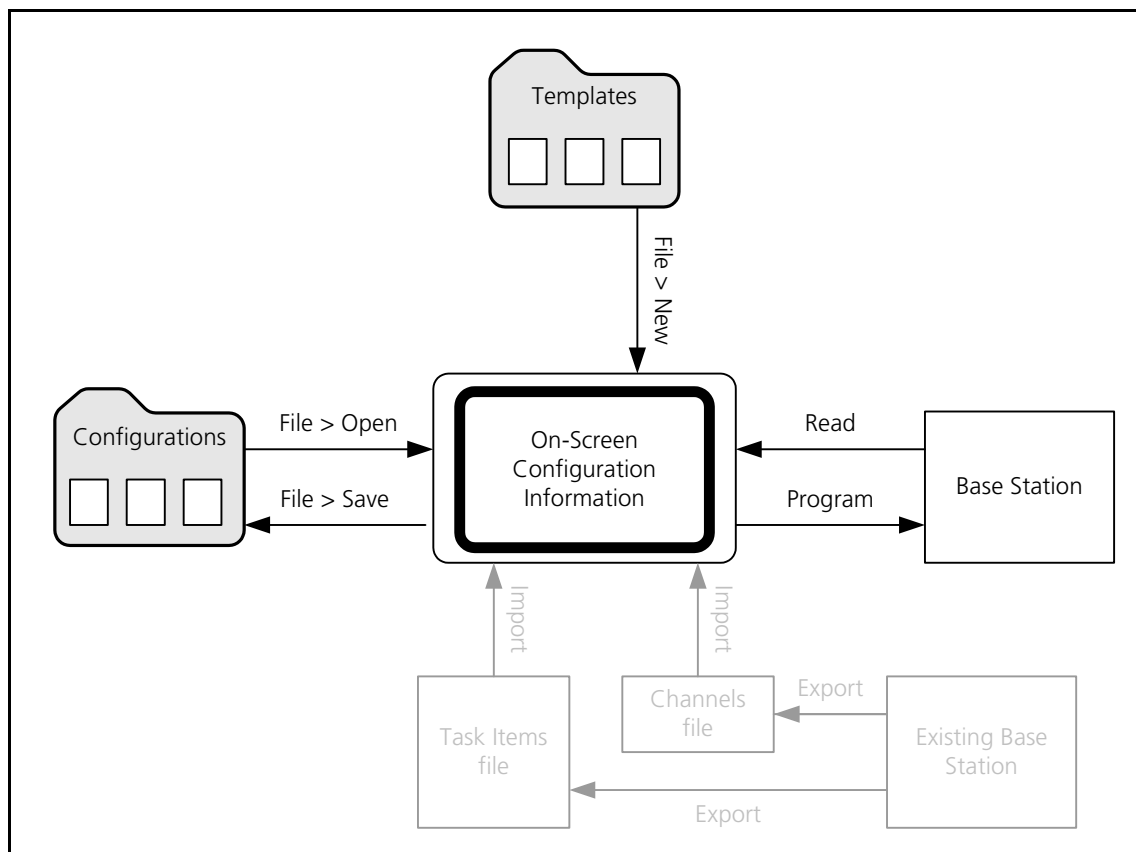 Templates
File > New
Configurations
File > Open
File > Save
On-Screen
Configuration
Information
Read
Program
Base Station
Import
Import
Task Items
file
Channels
file
Export
Export
Existing Base
Station